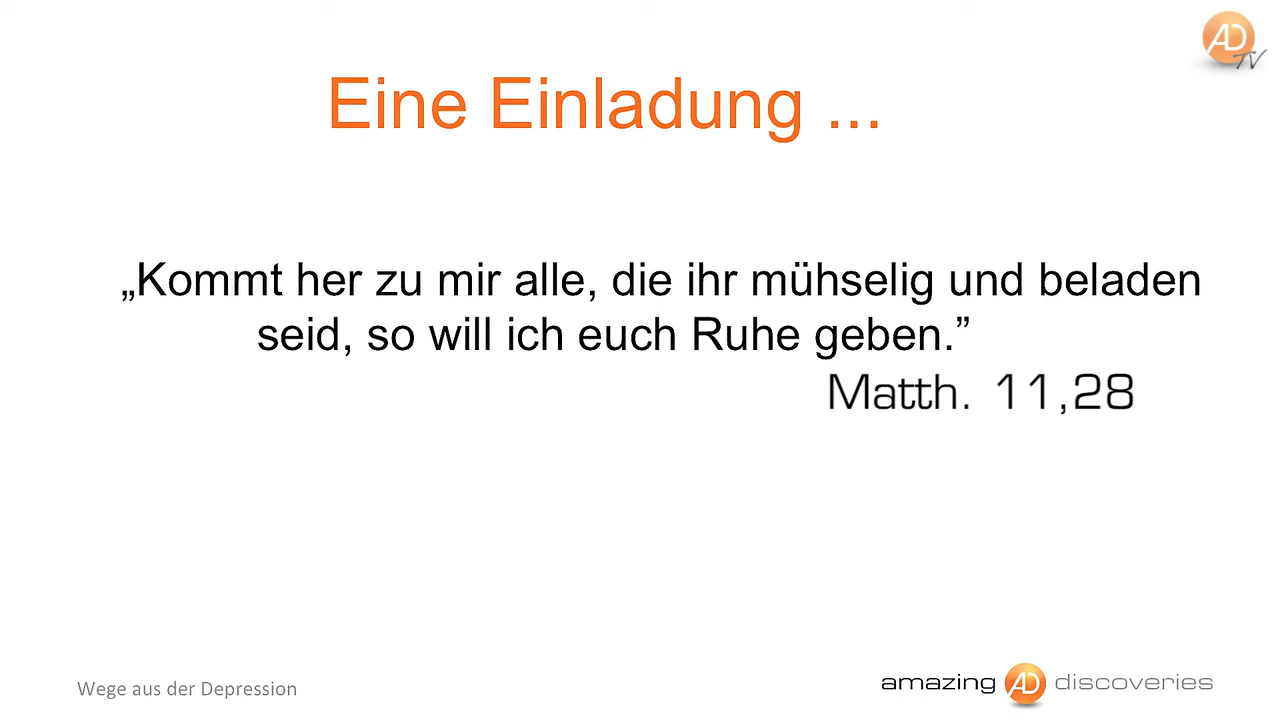 AD
TV
Eine Einladung ...
„Kommt her zu mir alle, die ihr mühselig und beladen
seid, so will ich euch Ruhe geben.”
Matth. 11,28
Wege aus der Depression
amazing AD discoveries